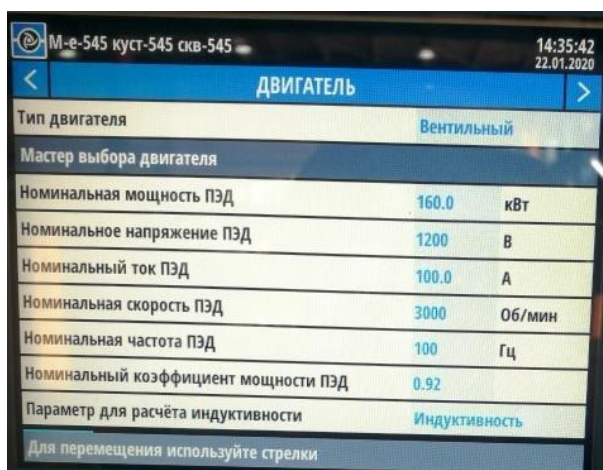 М-е-545 куст-545 скв-545
14:35:42
22.01.2020
< ДВИГАТЕЛЬ >
Тип двигателя Вентильный
Мастер выбора двигателя
Номинальная мощность ПЭД 160.0 кВт
Номинальное напряжение ПЭД 1200 В
Номинальный ток ПЭД 100.0 А
Номинальная скорость ПЭД 3000 Об/мин
Номинальная частота ПЭД 100 Гц
Номинальный коэффициент мощности ПЭД 0.92
Параметр для расчёта индуктивности Индуктивность
Для перемещения используйте стрелки